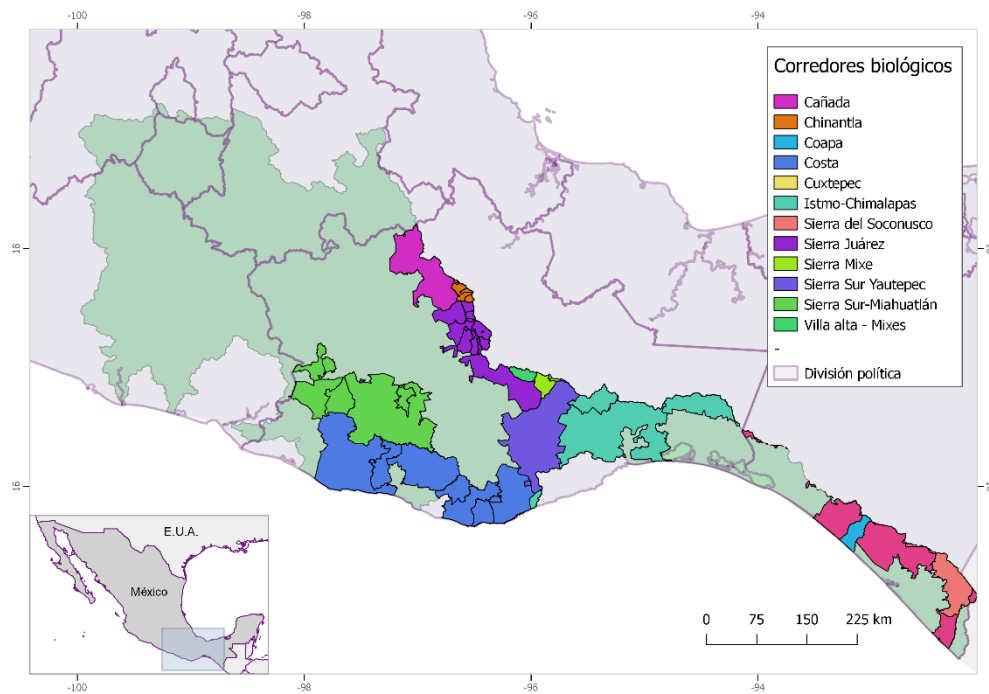 -100
-98
-96
-94
Corredores biológicos
Cañada
Chinantla
Coapa
Costa
Cuxtepec
Istmo-Chimalapas
Sierra del Soconusco
Sierra Juárez
Sierra Mixe
Sierra Sur Yautepec
Sierra Sur-Miahuatlán
Villa alta - Mixes
-
División política
18
16
E.U.A.
México
0 75 150 225 km
-100
-98
-96
-94